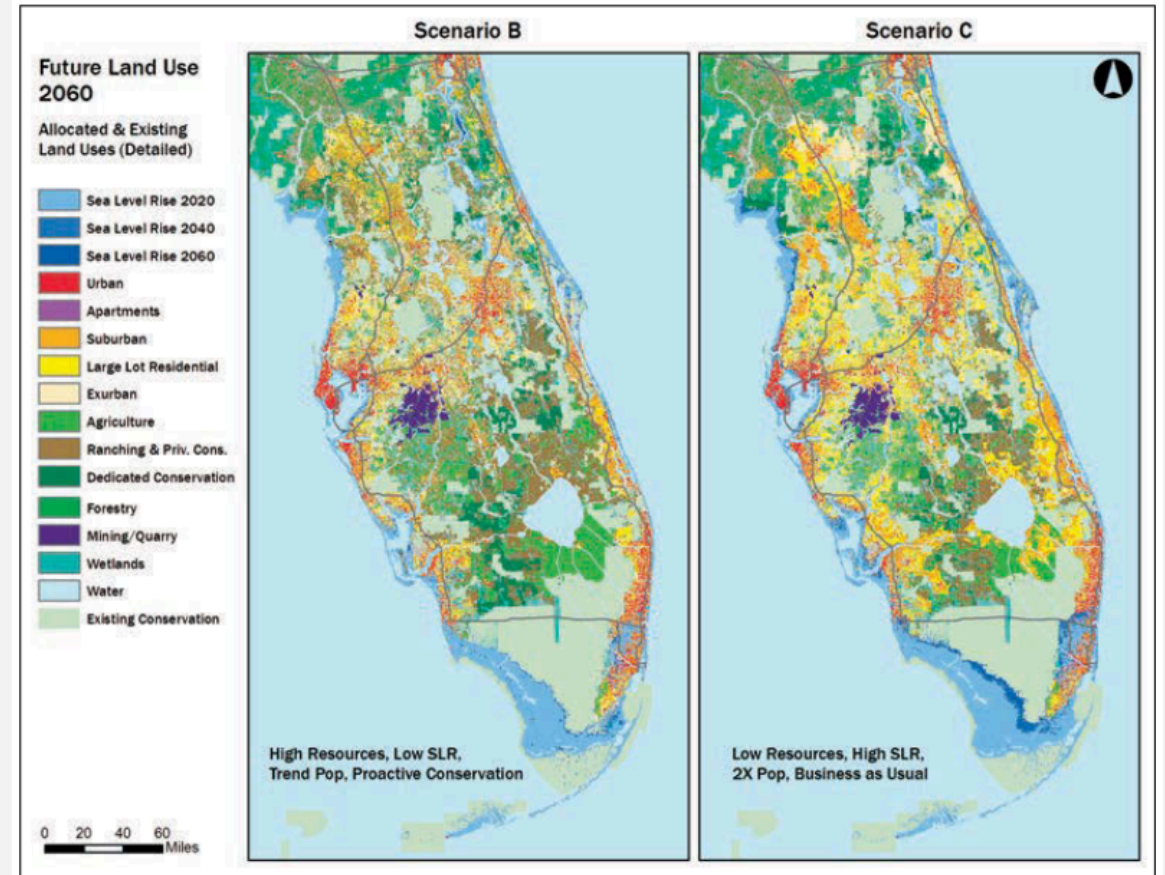 Scenario B
Scenario C
Future Land Use
2060
Allocated & Existing
Land Uses (Detailed)
Sea Level Rise 2020
Sea Level Rise 2040
Sea Level Rise 2060
Urban
Apartments
Suburban
Large Lot Residential
Exurban
Agriculture
Ranching & Priv. Cons.
Dedicated Conservation
Forestry
Mining/Quarry
Wetlands
Water
Existing Conservation
0 20 40 60
Miles
High Resources, Low SLR,
Trend Pop, Proactive Conservation
Low Resources, High SLR,
2X Pop, Business as Usual